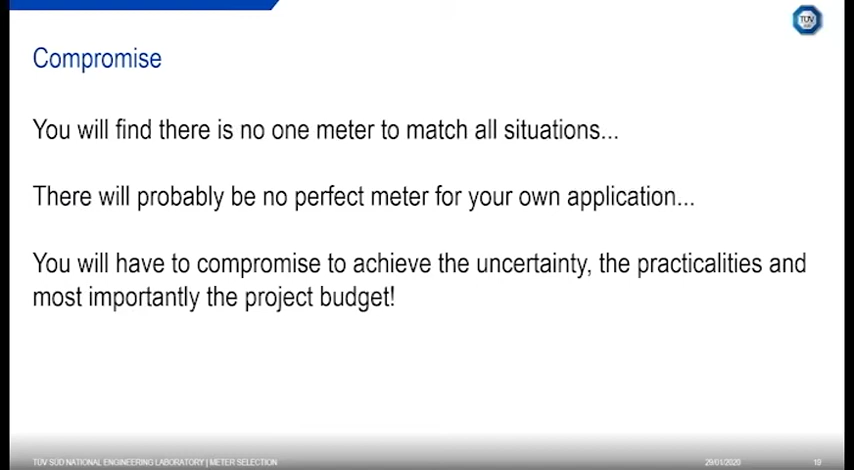 TÜV
Compromise
You will find there is no one meter to match all situations...
There will probably be no perfect meter for your own application...
You will have to compromise to achieve the uncertainty, the practicalities and
most importantly the project budget!
TÜV SÜD NATIONAL ENGINEERING LABORATORY | METER SELECTION
29/01/2020
19